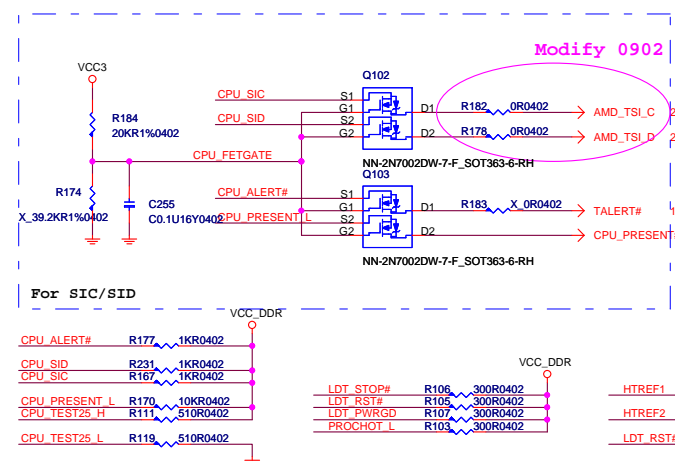 Modify 0902
VCC3
Q102
CPU_SIC S1
G1 D1 R182 0R0402 AMD_TSI_C 2
R184
20KR1%0402
CPU_SID S2
G2 D2 R178 0R0402 AMD_TSI_D 2
CPU_FETGATE
NN-2N7002DW-7-F_SOT363-6-RH
Q103
R174
X_39.2KR1%0402
C255
C0.1U16Y0402
CPU_ALERT# S1
G1 D1 R183 X_0R0402 TALERT# 1
CPU_PRESENT_L S2
G2 D2 CPU_PRESENT
NN-2N7002DW-7-F_SOT363-6-RH
For SIC/SID
VCC_DDR
CPU_ALERT# R177 1KR0402
CPU_SID R231 1KR0402
CPU_SIC R167 1KR0402
CPU_PRESENT_L R170 10KR0402
CPU_TEST25_H R111 510R0402
CPU_TEST25_L R119 510R0402
VCC_DDR
LDT_STOP# R106 300R0402
LDT_RST# R105 300R0402
LDT_PWRGD R107 300R0402
PROCHOT_L R103 300R0402
HTREF1
HTREF2
LDT_RST#